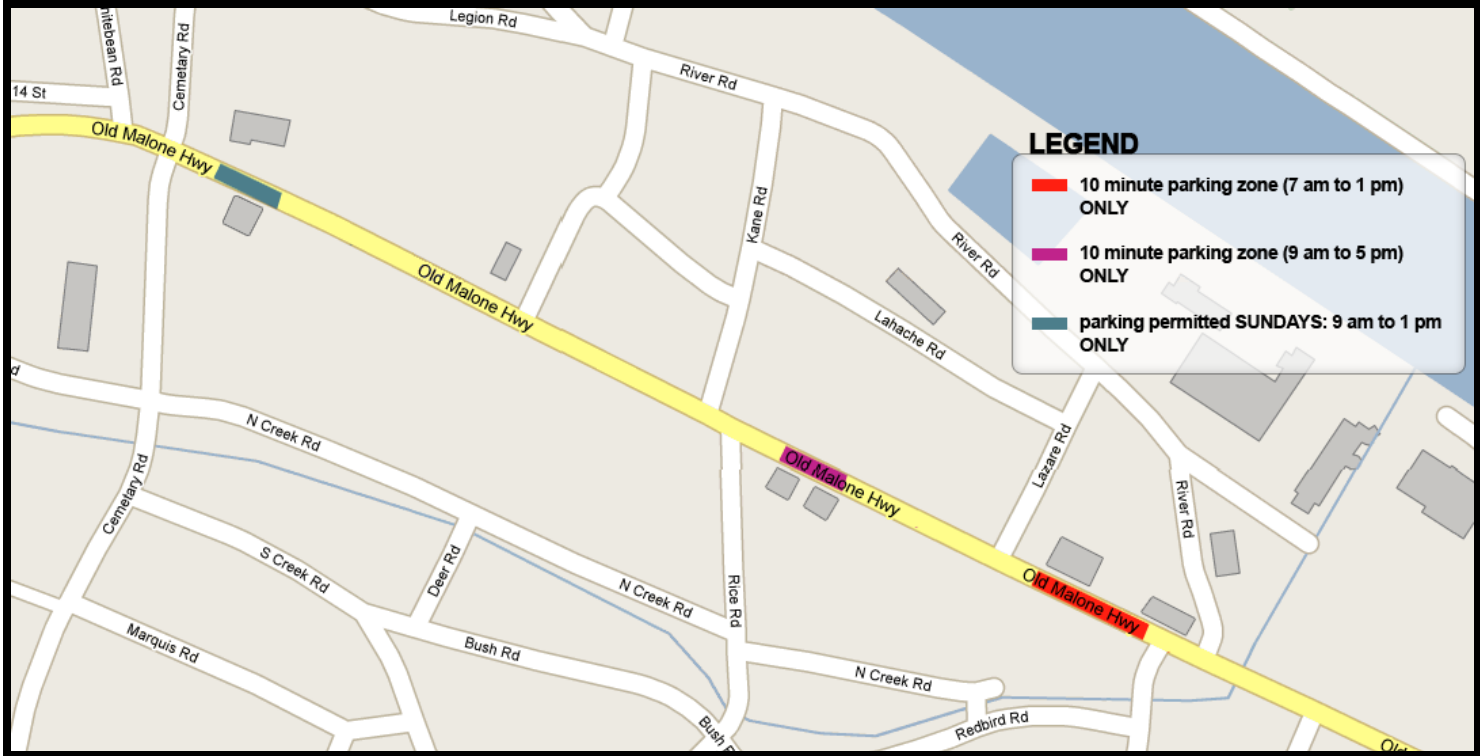 Legion Rd
hitebean Rd
Cemetary Rd
River Rd
14 St
Old Malone Hwy
LEGEND
10 minute parking zone (7 am to 1 pm)
ONLY
10 minute parking zone (9 am to 5 pm)
ONLY
parking permitted SUNDAYS: 9 am to 1 pm
ONLY
Kane Rd
River Rd
Old Malone Hwy
Lahache Rd
d
N Creek Rd
Lazare Rd
Old Malone Hwy
Cemetary Rd
River Rd
S Creek Rd
Deer Rd
N Creek Rd
Rice Rd
Old Malone Hwy
Marquis Rd
Bush Rd
N Creek Rd
Redbird Rd
Bush R
Old